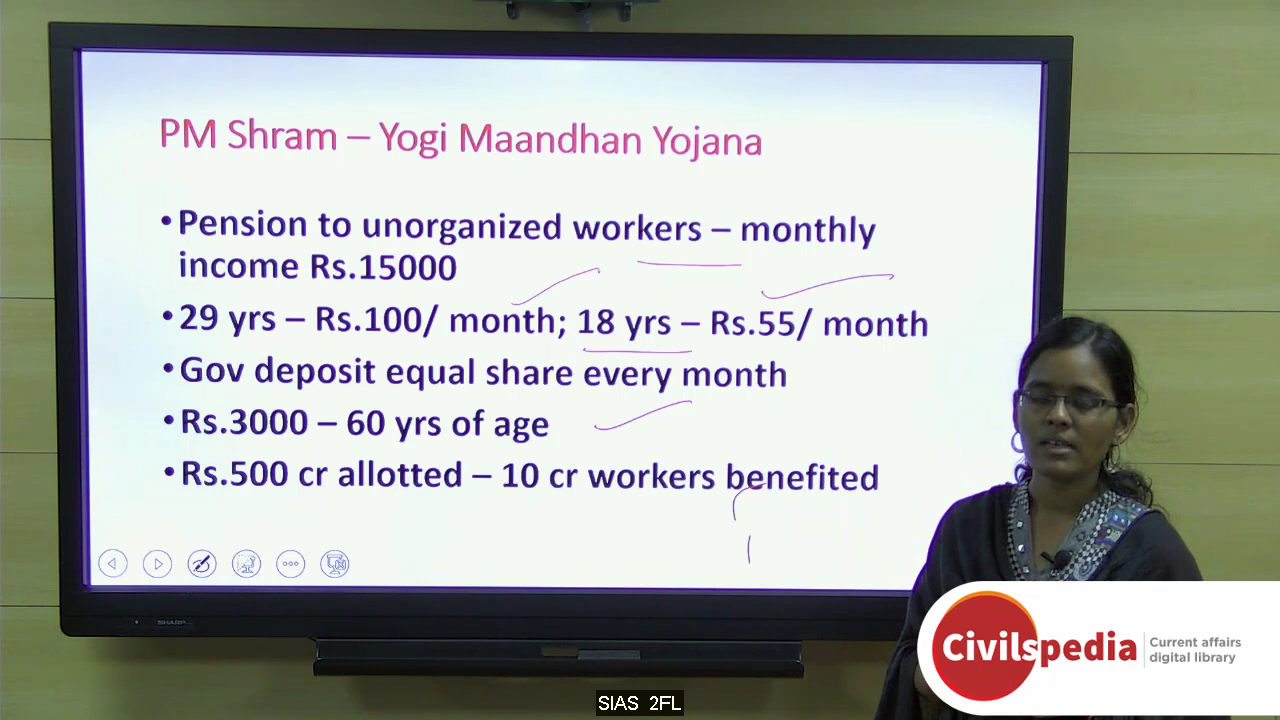 PM Shram – Yogi Maandhan Yojana
•Pension to unorganized workers – monthly
income Rs.15000
•29 yrs – Rs.100/ month; 18 yrs – Rs.55/ month
•Gov deposit equal share every month
•Rs.3000 – 60 yrs of age
•Rs.500 cr allotted – 10 cr workers benefited
SHARP
Civilspedia
Current affairs
digital library
SIAS 2FL